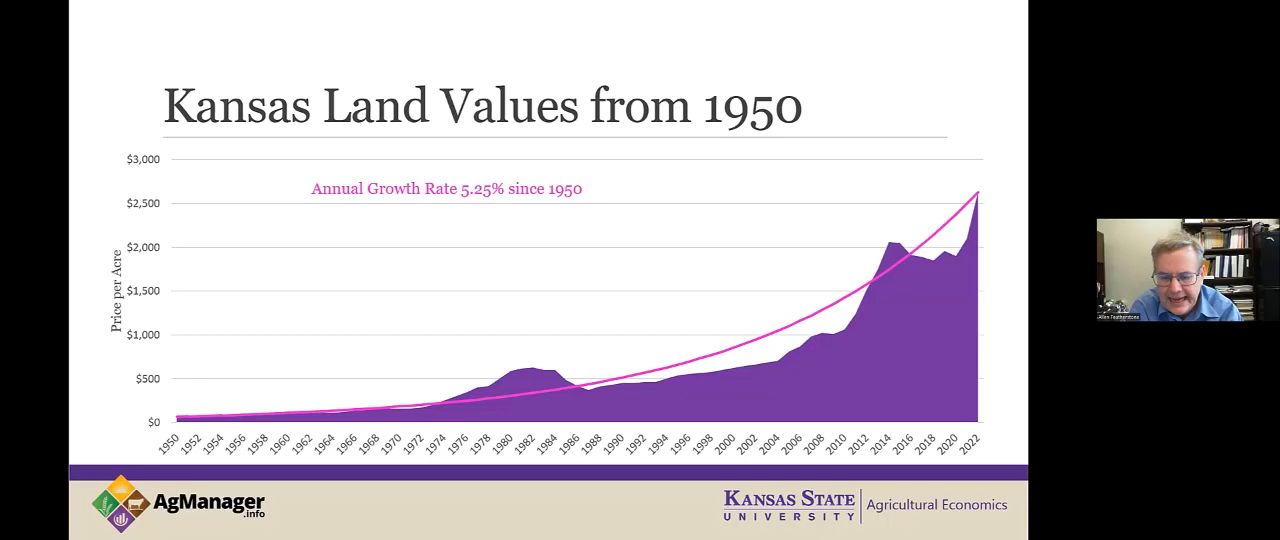 Kansas Land Values from 1950
$3,000
Annual Growth Rate 5.25% since 1950
$2,500
$2,000
$1,500
$1,000
$500
$0
Price per Acre
1950 1952 1954 1956 1958 1960 1962 1964 1966 1968 1970 1972 1974 1976 1978 1980 1982 1984 1986 1988 1990 1992 1994 1996 1998 2000 2002 2004 2006 2008 2010 2012 2014 2016 2018 2020 2022
Allen Featherstone
AgManager
.info
KANSAS STATE
UNIVERSITY
Agricultural Economics